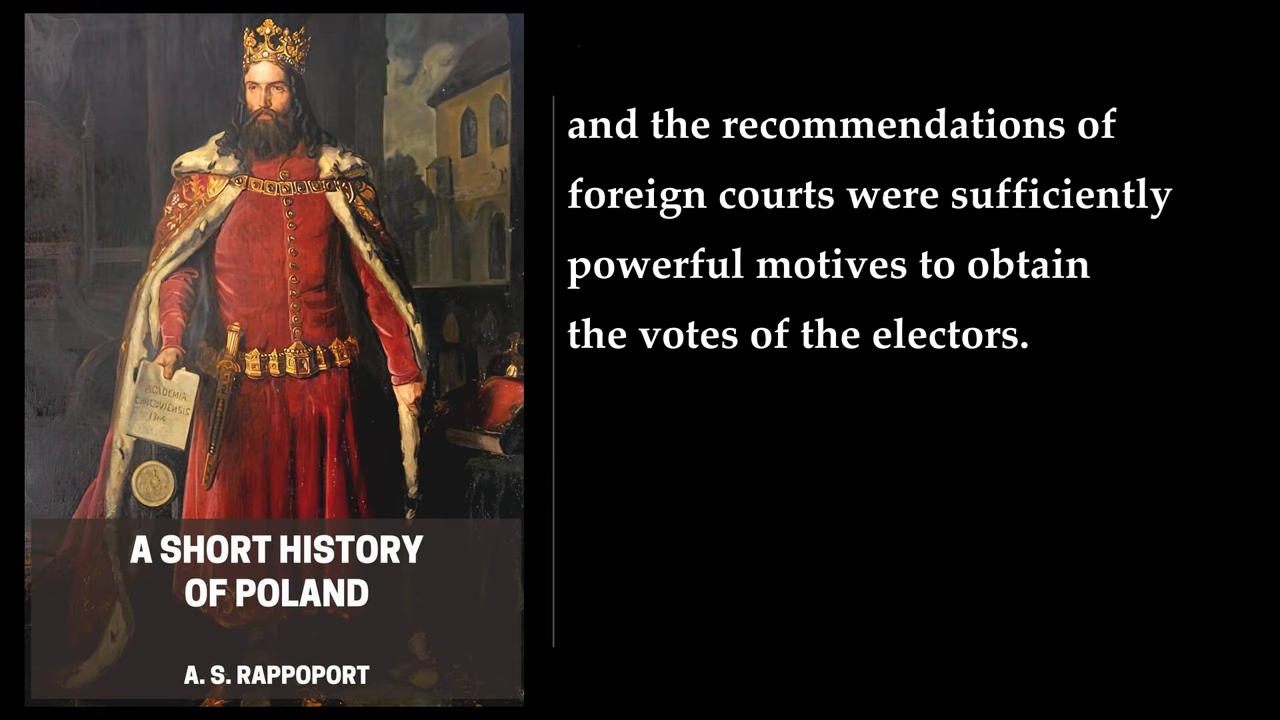 and the recommendations of
foreign courts were sufficiently
powerful motives to obtain
the votes of the electors.
ACADEMIA
A SHORT HISTORY
OF POLAND
A. S. RAPPOPORT